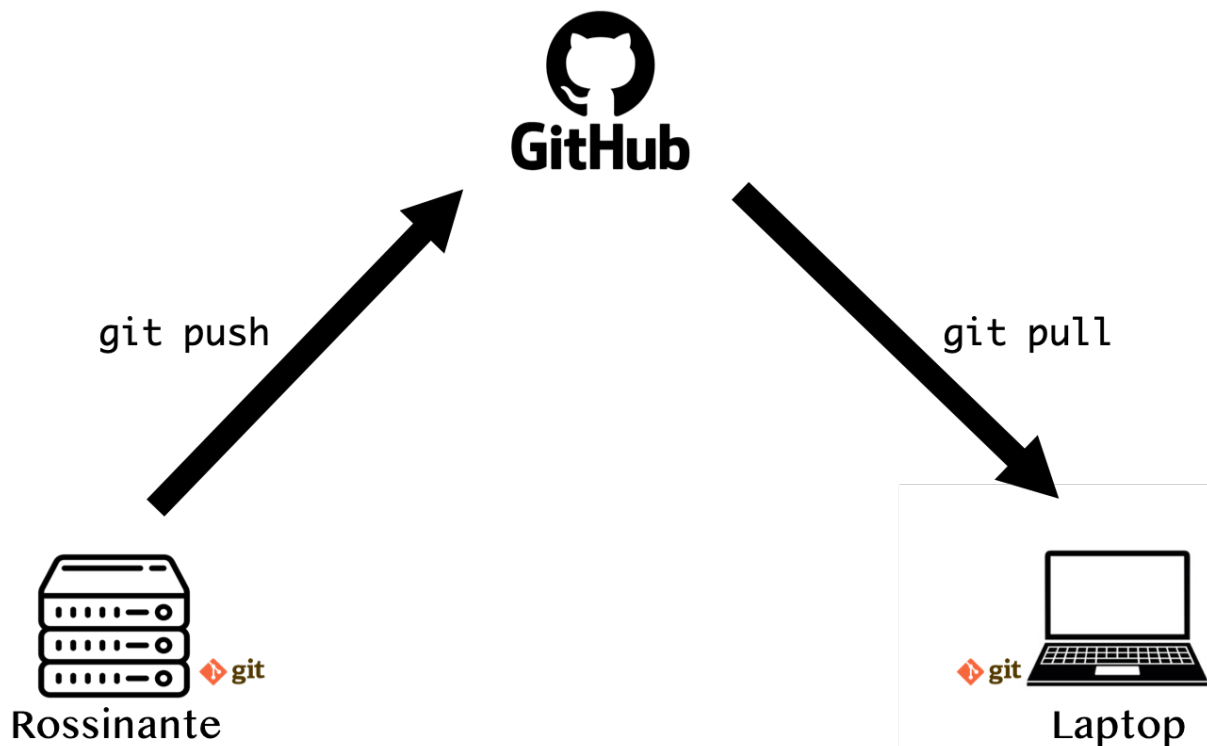 GitHub
git push
git pull
git
git
Rossinante
Laptop